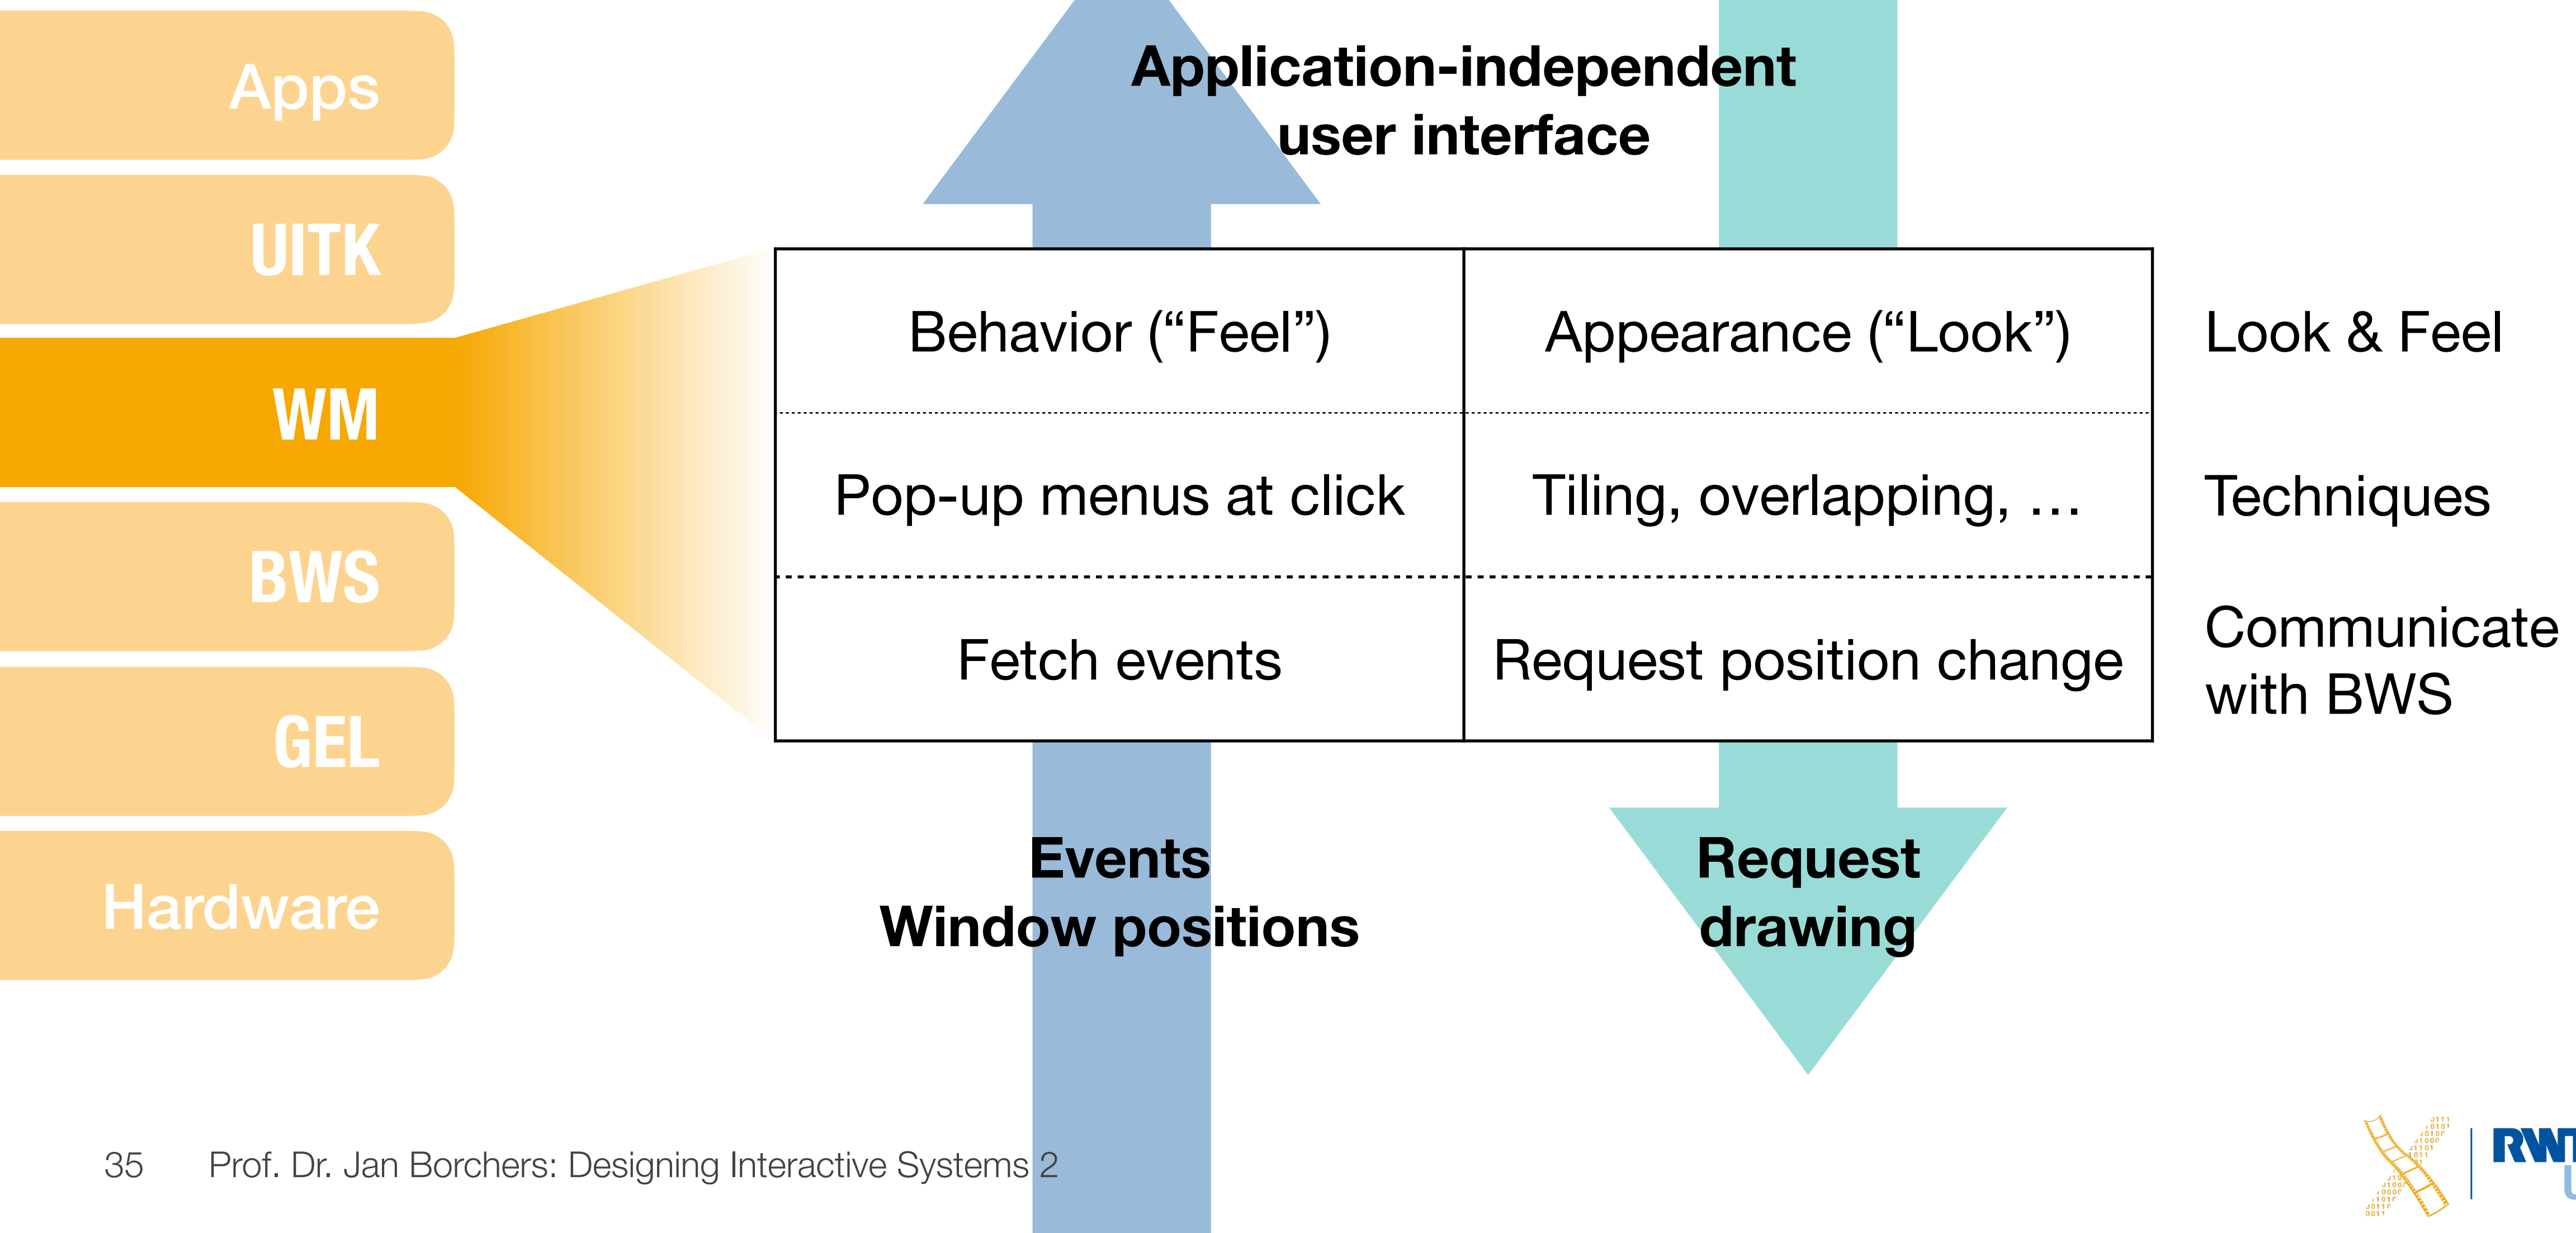 Apps
UITK
WM
BWS
GEL
Hardware
Application-independent
user interface
Behavior (“Feel”)
Appearance (“Look”)
Look & Feel
Pop-up menus at click
Tiling, overlapping, …
Techniques
Fetch events
Request position change
Communicate
with BWS
Events
Window positions
Request
drawing
35
Prof. Dr. Jan Borchers: Designing Interactive Systems 2